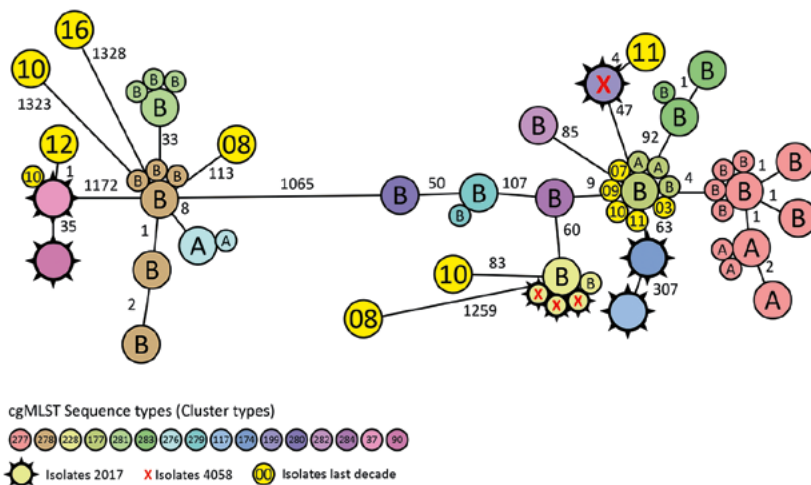 16
1328
10
1323
B
B
B
B
33
12
10
1
1172
35
B
B
B
B
8
08
113
1
B
2
B
A
A
1065
B
50
B
B
107
B
9
60
B
85
4
11
X
47
92
B
B
B
1
07
A
A
09
B
B
10
11
03
4
63
307
B
B
B
B
B
1
B
1
B
1
A
A
A
2
A
10
83
08
1259
B
B
X
X
X
cgMLST Sequence types (Cluster types)
277 278 228 177 281 283 276 279 117 174 199 280 282 284 37 90
Isolates 2017 X Isolates 4058 00 Isolates last decade